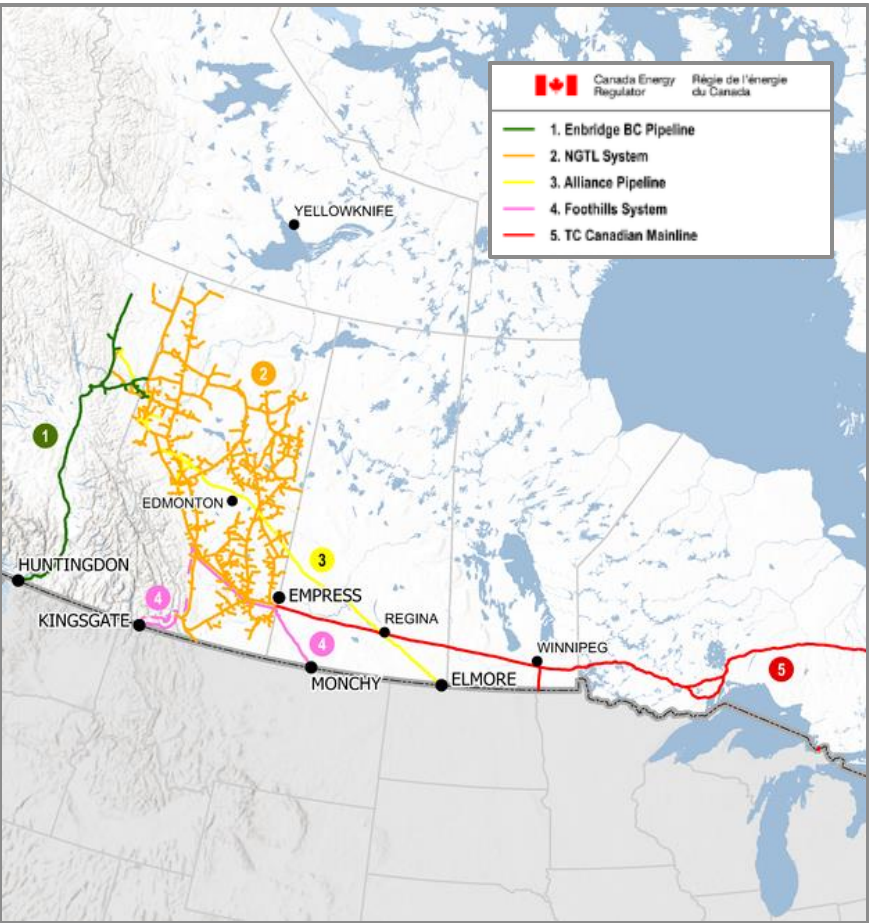 Canada Energy
Regulator
Régie de l'énergie
du Canada
1. Enbridge BC Pipeline
2. NGTL System
3. Alliance Pipeline
4. Foothills System
5. TC Canadian Mainline
YELLOWKNIFE
2
1
EDMONTON
3
HUNTINGDON
4
EMPRESS
KINGSGATE
REGINA
4
WINNIPEG
5
MONCHY
ELMORE